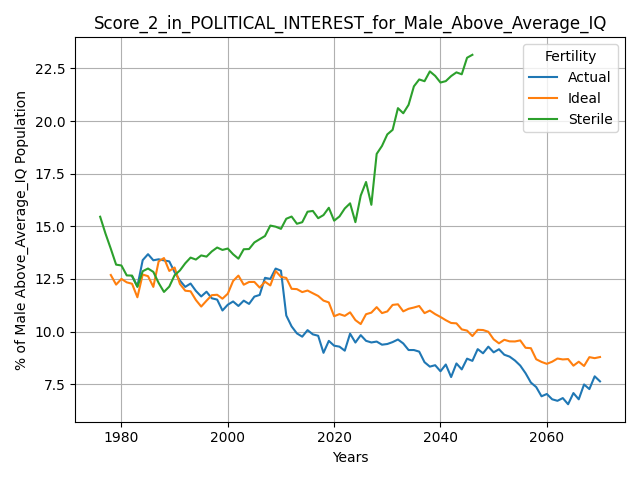 Score_2_in_POLITICAL_INTEREST_for_Male_Above_Average_IQ
% of Male Above_Average_IQ Population
22.5
20.0
17.5
15.0
12.5
10.0
7.5
Fertility
Actual
Ideal
Sterile
1980
2000
2020
2040
2060
Years